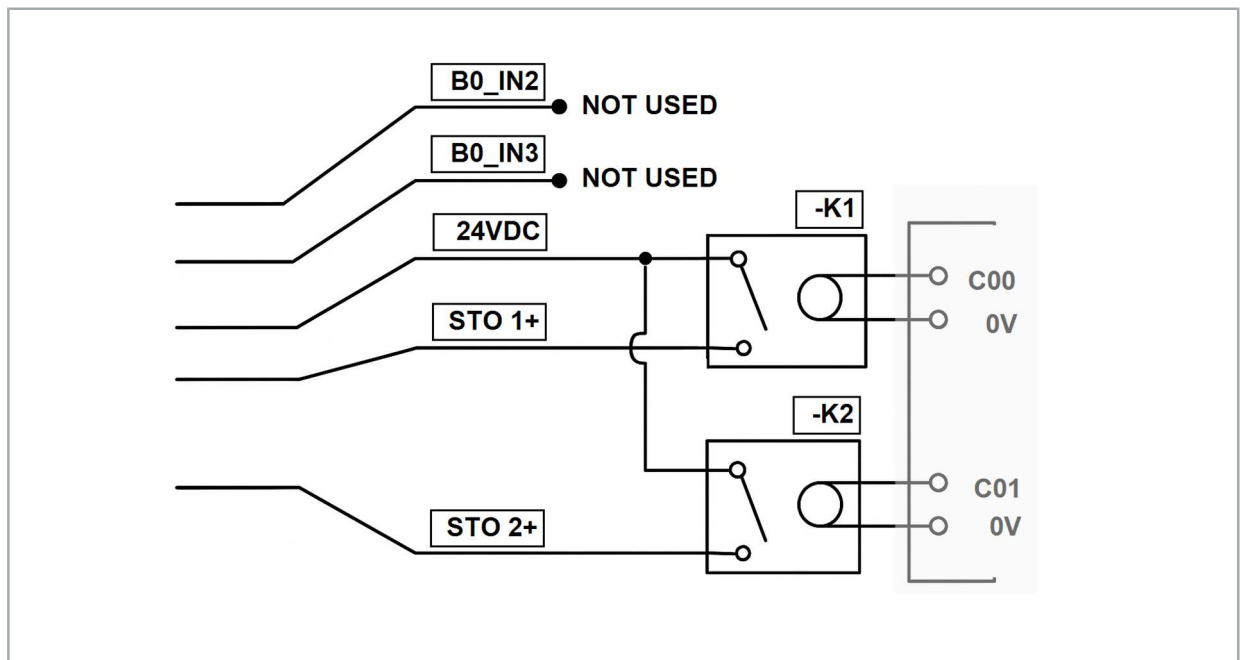 B0_IN2
NOT USED
B0_IN3
NOT USED
-K1
24VDC
C00
STO 1+
0V
-K2
C01
STO 2+
0V